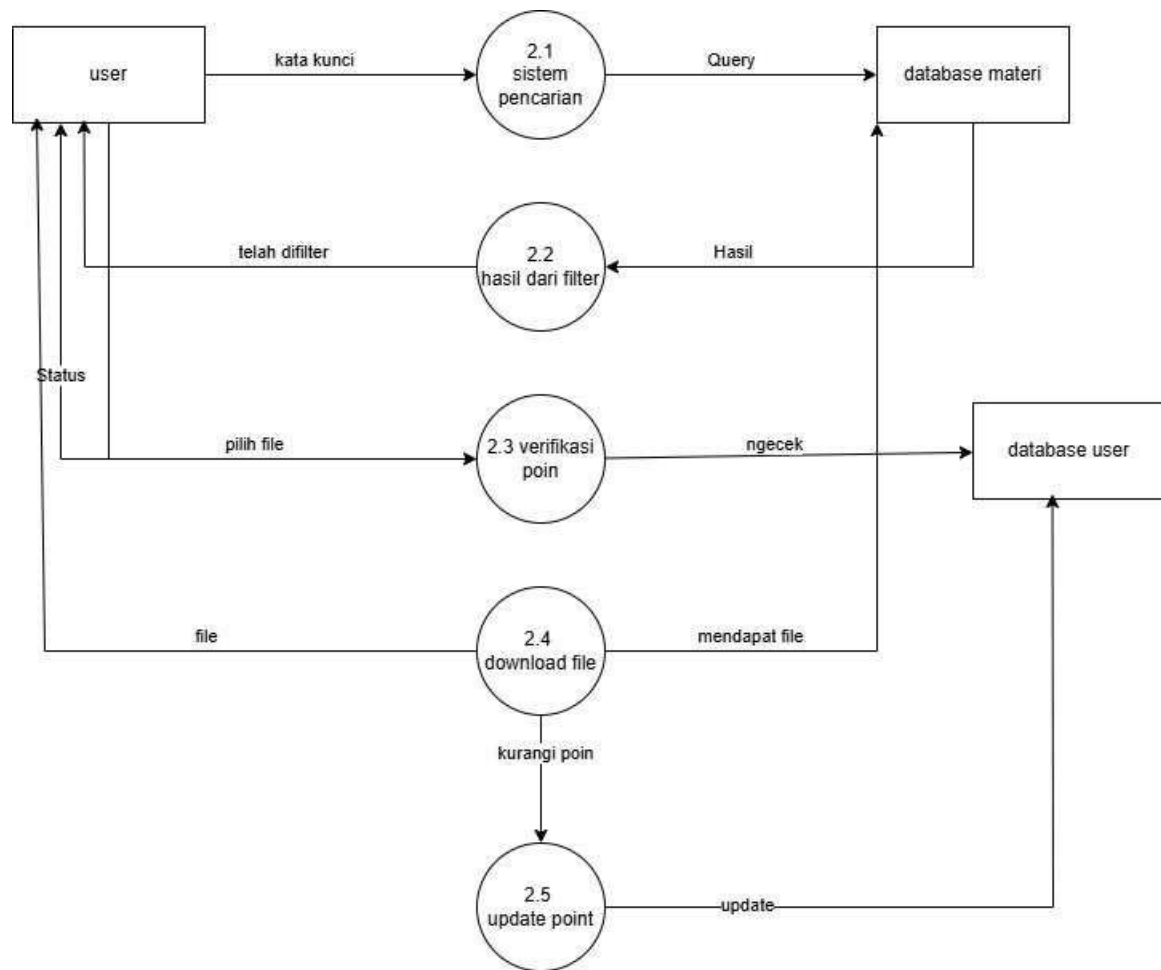 user
kata kunci
2.1
sistem
pencarian
Query
database materi
telah difilter
2.2
hasil dari filter
Hasil
Status
pilih file
2.3 verifikasi
poin
ngecek
database user
file
2.4
download file
mendapat file
kurangi poin
2.5
update point
update